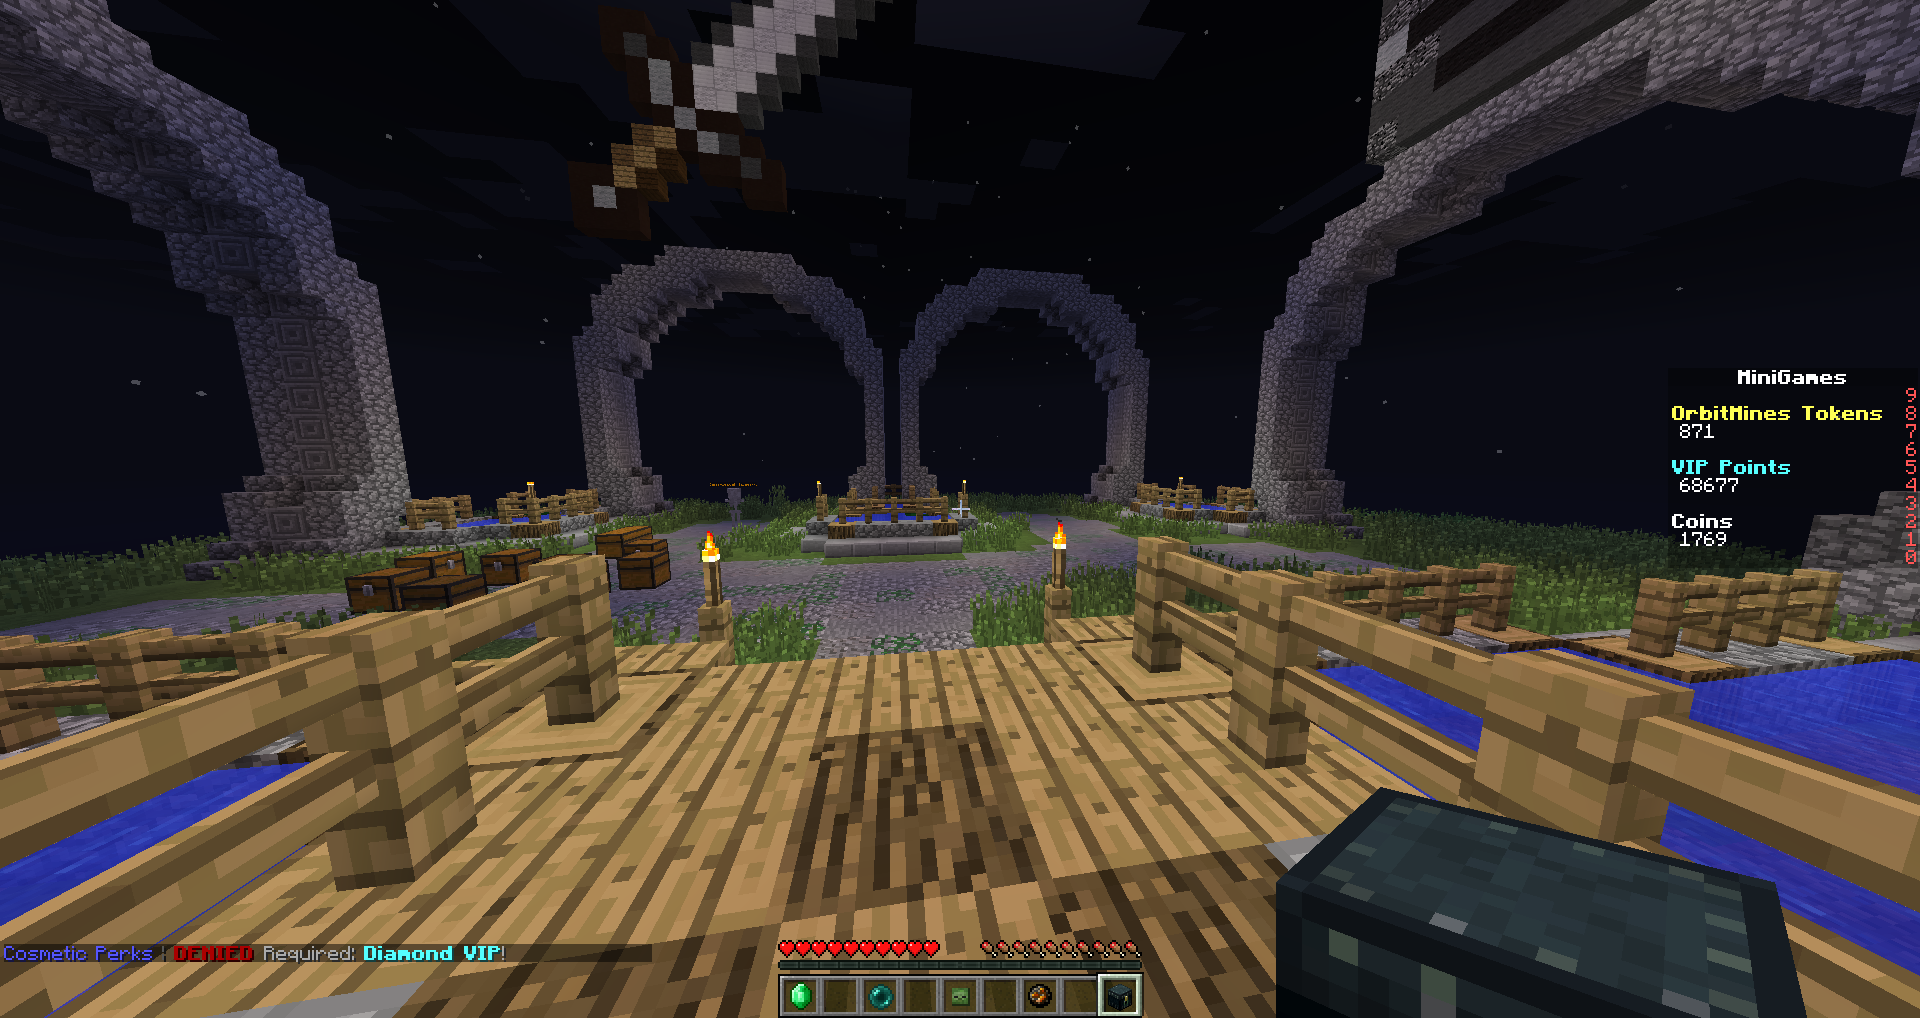 MiniGames
9
OrbitMines Tokens 8
871 7
6
VIP Points 5
68677 4
3
Coins 2
1769 1
0
Cosmetic Perks | DENIED Required: Diamond VIP!